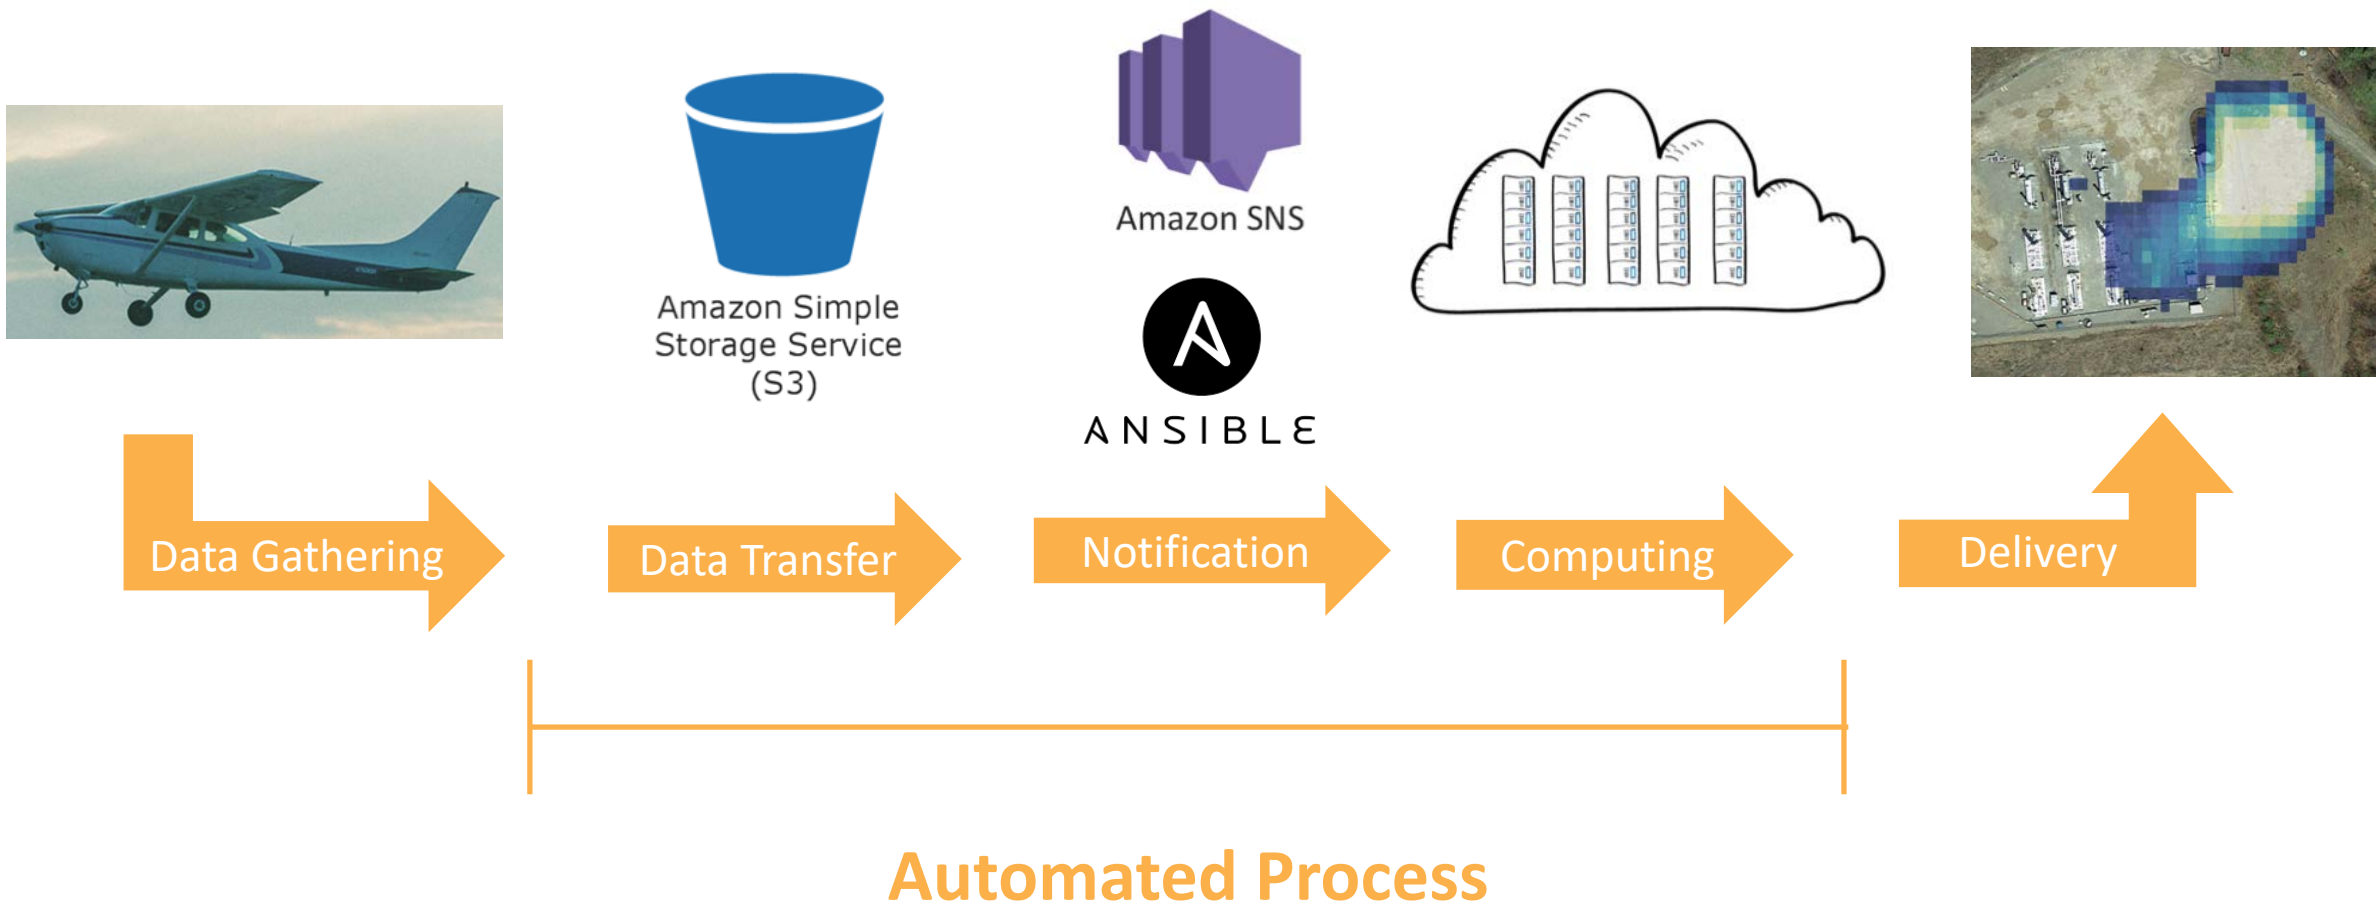 Amazon SNS
Amazon Simple
Storage Service
(S3)
ANSIBLE
Data Gathering
Data Transfer
Notification
Computing
Delivery
Automated Process